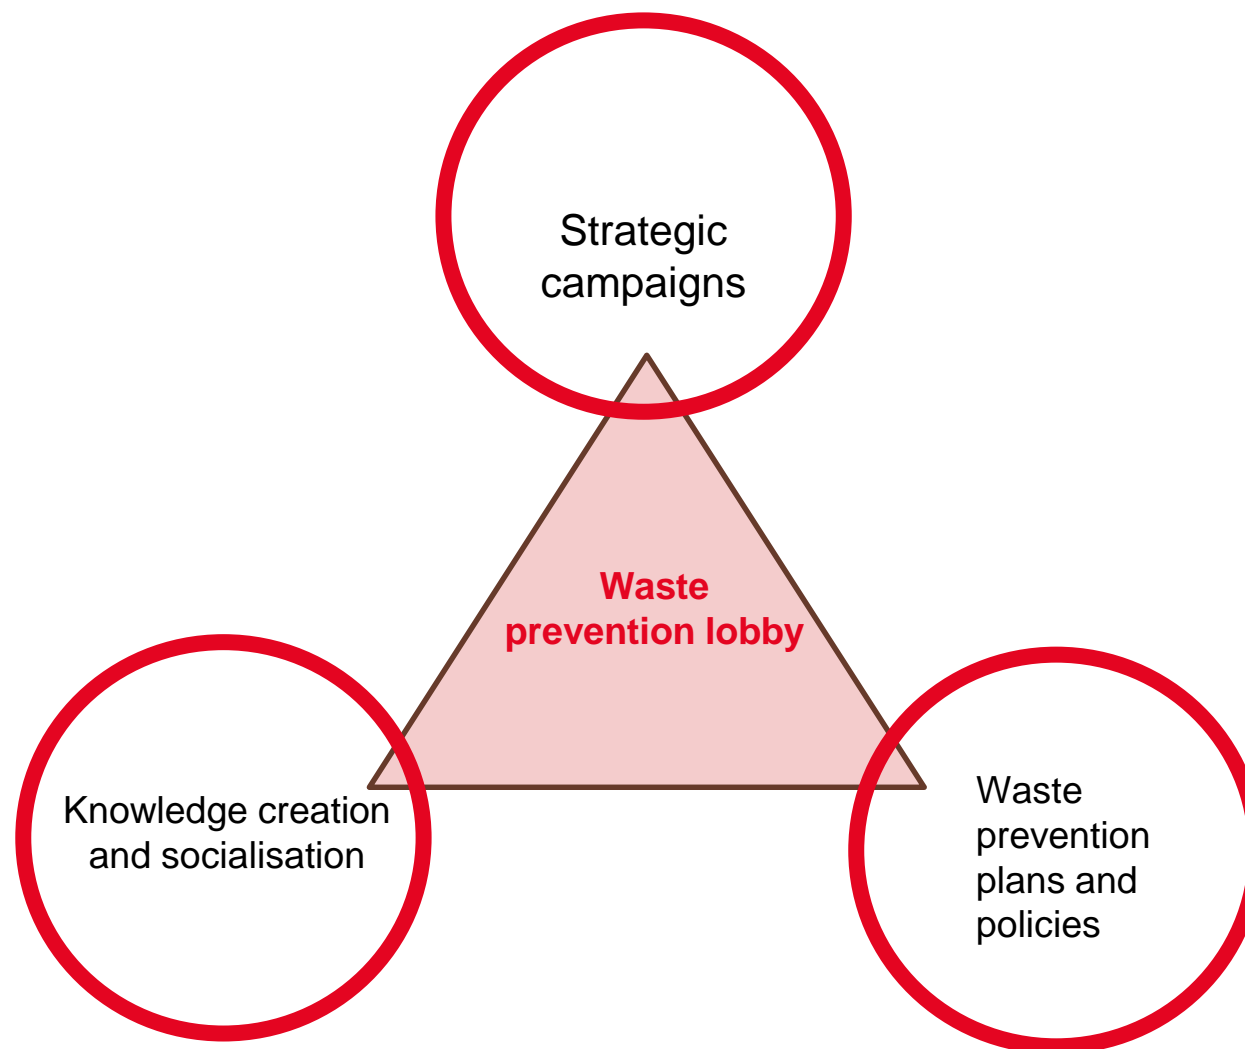 Strategic
campaigns
Waste
prevention lobby
Knowledge creation
and socialisation
Waste
prevention
plans and
policies